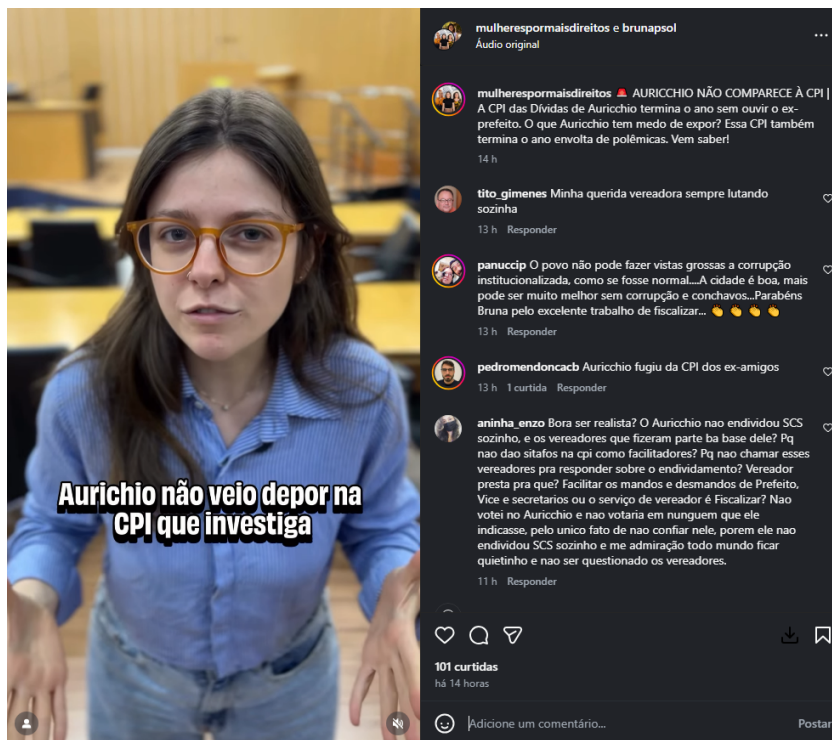 Aurichio não veio depor na
CPI que investiga
mulherespormaisdireitos e brunapsol
Áudio original
mulherespormaisdireitos 🚨 AURICCHIO NÃO COMPARECE À CPI |
A CPI das Dívidas de Auricchio termina o ano sem ouvir o ex-
prefeito. O que Auricchio tem medo de expor? Essa CPI também
termina o ano envolta de polêmicas. Vem saber!
14 h
tito_gimenes Minha querida vereadora sempre lutando
sozinha
13 h Responder
panuccip O povo não pode fazer vistas grossas a corrupção
institucionalizada, como se fosse normal....A cidade é boa, mais
pode ser muito melhor sem corrupção e conchavos...Parabéns
Bruna pelo excelente trabalho de fiscalizar... 👏 👏 👏 👏
13 h Responder
pedromendoncacb Auricchio fugiu da CPI dos ex-amigos
13 h 1 curtida Responder
aninha_enzo Bora ser realista? O Auricchio nao endividou SCS
sozinho, e os vereadores que fizeram parte ba base dele? Pq
nao dao sitafos na cpi como facilitadores? Pq nao chamar esses
vereadores pra responder sobre o endividamento? Vereador
presta pra que? Facilitar os mandos e desmandos de Prefeito,
Vice e secretarios ou o serviço de vereador é Fiscalizar? Nao
votei no Auricchio e nao votaria em nunguem que ele
indicasse, pelo unico fato de nao confiar nele, porem ele nao
endividou SCS sozinho e me admiração todo mundo ficar
quietinho e nao ser questionado os vereadores.
11 h Responder
101 curtidas
há 14 horas
Adicione um comentário...
Postar